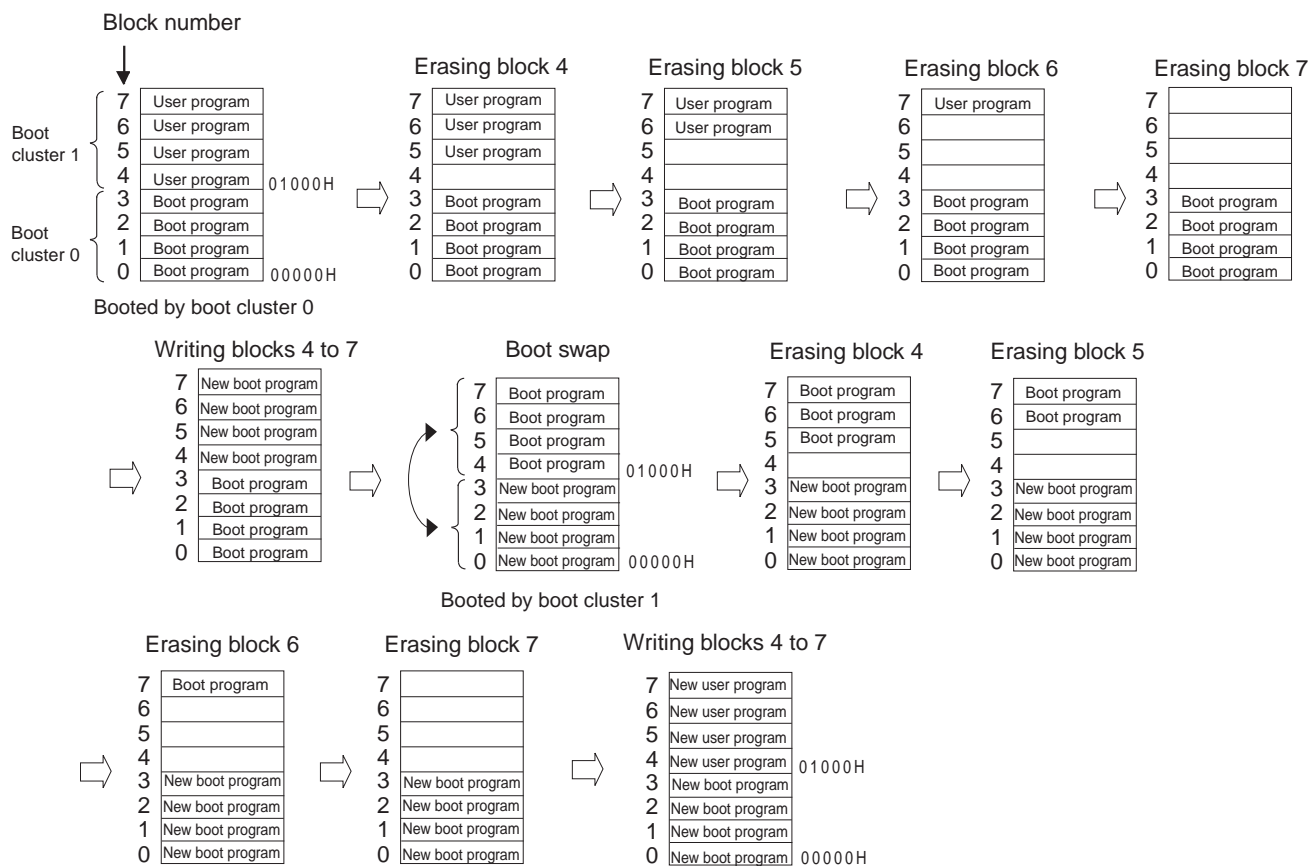 Block number
Erasing block 4
Erasing block 5
Erasing block 6
Erasing block 7
Boot
cluster 1
Boot
cluster 0
7 User program
6 User program
5 User program
4 User program 01000H
3 Boot program
2 Boot program
1 Boot program
0 Boot program 00000H
Booted by boot cluster 0
7 User program
6 User program
5 User program
4
3 Boot program
2 Boot program
1 Boot program
0 Boot program
7 User program
6 User program
5
4
3 Boot program
2 Boot program
1 Boot program
0 Boot program
7 User program
6
5
4
3 Boot program
2 Boot program
1 Boot program
0 Boot program
7
6
5
4
3 Boot program
2 Boot program
1 Boot program
0 Boot program
Writing blocks 4 to 7
7 New boot program
6 New boot program
5 New boot program
4 New boot program
3 Boot program
2 Boot program
1 Boot program
0 Boot program
Boot swap
7 Boot program
6 Boot program
5 Boot program
4 Boot program 01000H
3 New boot program
2 New boot program
1 New boot program
0 New boot program 00000H
Booted by boot cluster 1
Erasing block 4
7 Boot program
6 Boot program
5 Boot program
4
3 New boot program
2 New boot program
1 New boot program
0 New boot program
Erasing block 5
7 Boot program
6 Boot program
5
4
3 New boot program
2 New boot program
1 New boot program
0 New boot program
Erasing block 6
7 Boot program
6
5
4
3 New boot program
2 New boot program
1 New boot program
0 New boot program
Erasing block 7
7
6
5
4
3 New boot program
2 New boot program
1 New boot program
0 New boot program
Writing blocks 4 to 7
7 New user program
6 New user program
5 New user program
4 New user program 01000H
3 New boot program
2 New boot program
1 New boot program
0 New boot program 00000H